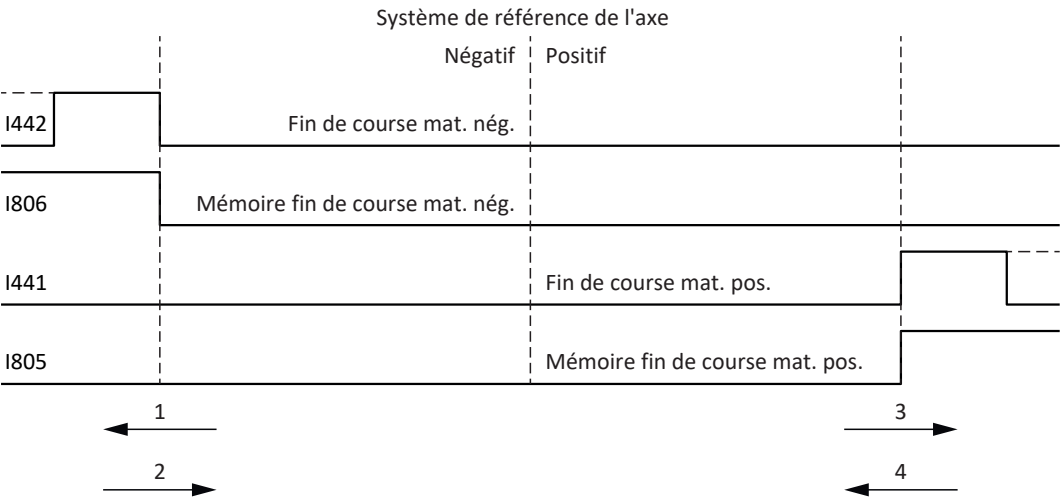 Système de référence de l'axe
Négatif Positif
I442 Fin de course mat. nég.
I806 Mémoire fin de course mat. nég.
I441 Fin de course mat. pos.
I805 Mémoire fin de course mat. pos.
1 3
2 4